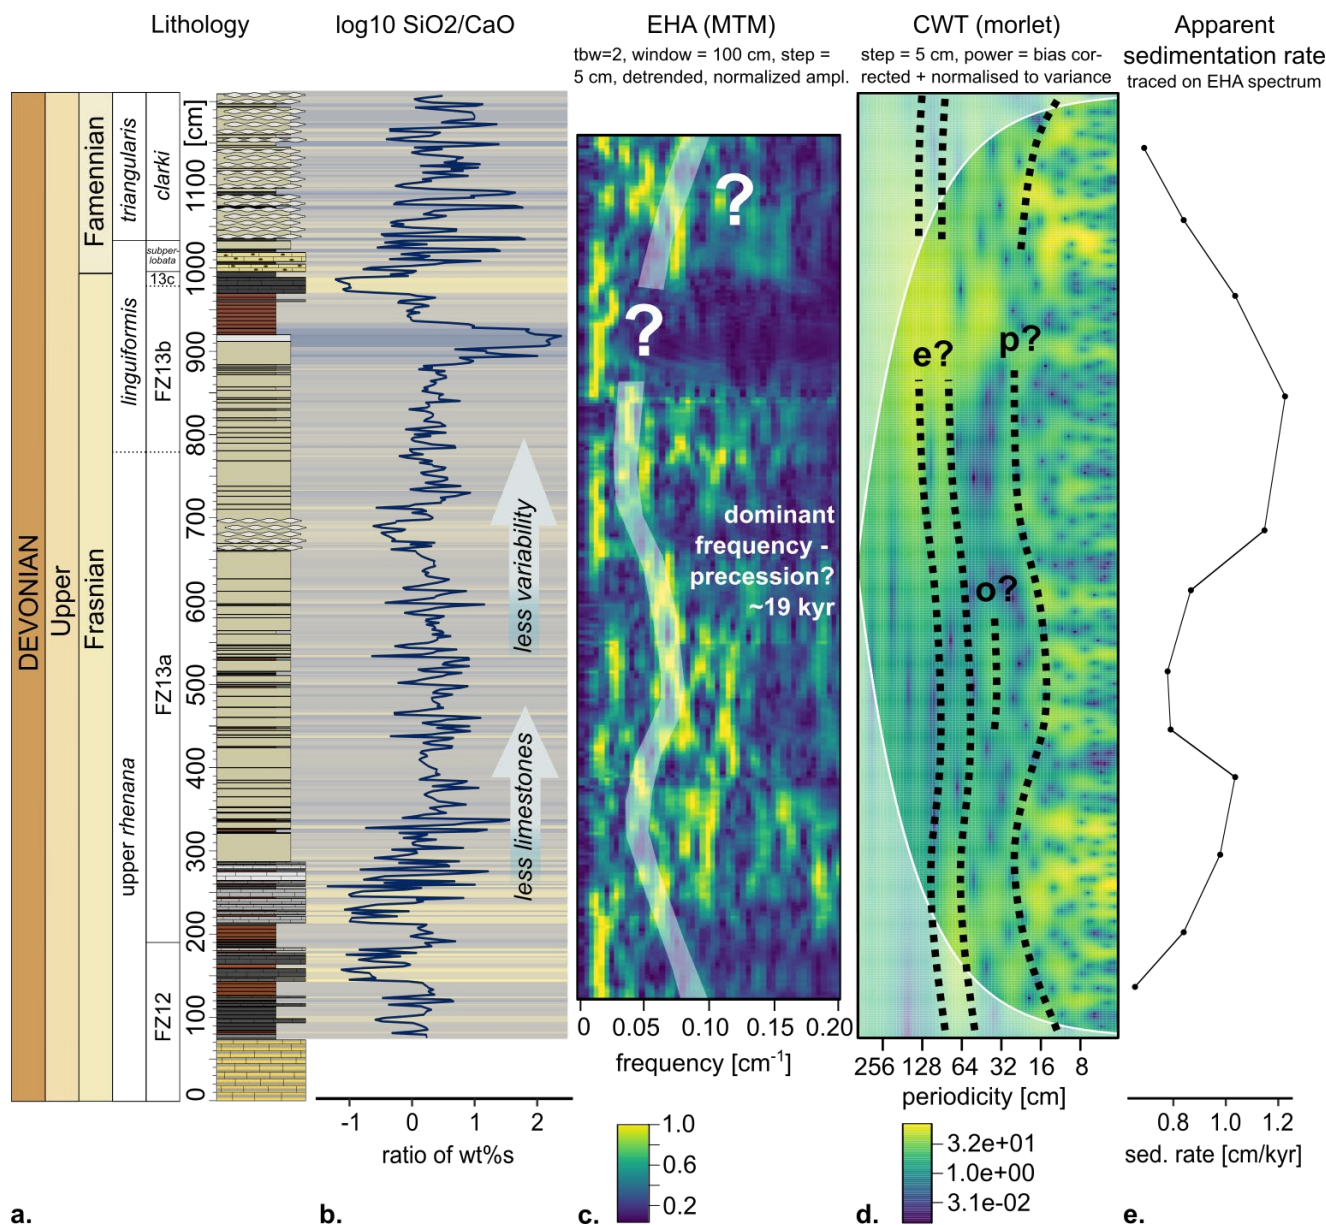 Lithology
log10 SiO2/CaO
EHA (MTM)
tbw=2, window = 100 cm, step =
5 cm, detrended, normalized ampl.
CWT (morlet)
step = 5 cm, power = bias cor-
rected + normalised to variance
Apparent
sedimentation rate
traced on EHA spectrum
DEVONIAN
Upper
Famennian
Frasnian
triangularis
linguiformis
upper rhenana
clarki
subper-
lobata
13c
FZ13b
FZ13a
FZ12
[cm]
1100
1000
900
800
700
600
500
400
300
200
100
0
less variability
less limestones
?
?
dominant
frequency -
precession?
~19 kyr
e?
p?
o?
-1 0 1 2
ratio of wt%s
0 0.05 0.10 0.20
frequency [cm-1]
1.0
0.6
0.2
256 128 64 32 16 8
periodicity [cm]
3.2e+01
1.0e+00
3.1e-02
0.8 1.0 1.2
sed. rate [cm/kyr]
a.
b.
c.
d.
e.